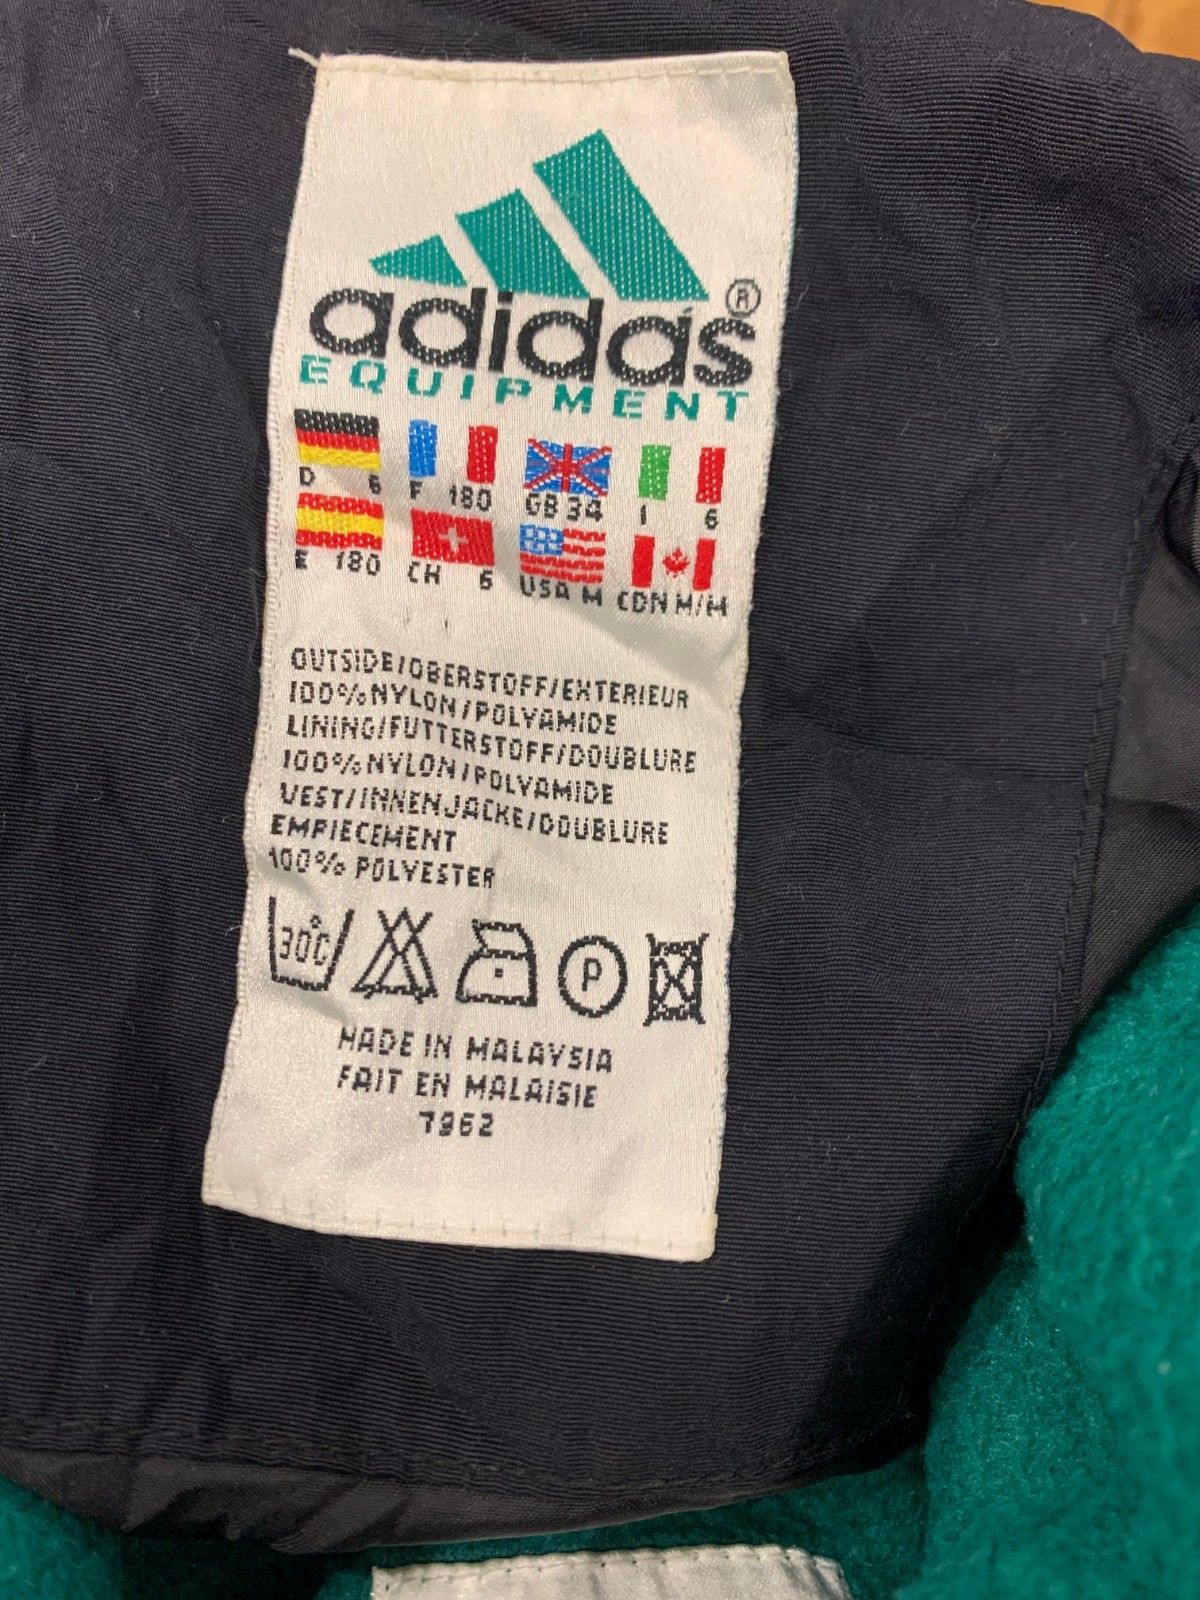 adidas®
EQUIPMENT
D 6 F 180 GB 34 I 6
E 180 CH 6 USA M CDN M/M
OUTSIDE/OBERSTOFF/EXTERIEUR
100%NYLON/POLYAMIDE
LINING/FUTTERSTOFF/DOUBLURE
100%NYLON/POLYAMIDE
VEST/INNENJACKE/DOUBLURE
EMPIECEMENT
100% POLYESTER
30°C P
MADE IN MALAYSIA
FAIT EN MALAISIE
7962